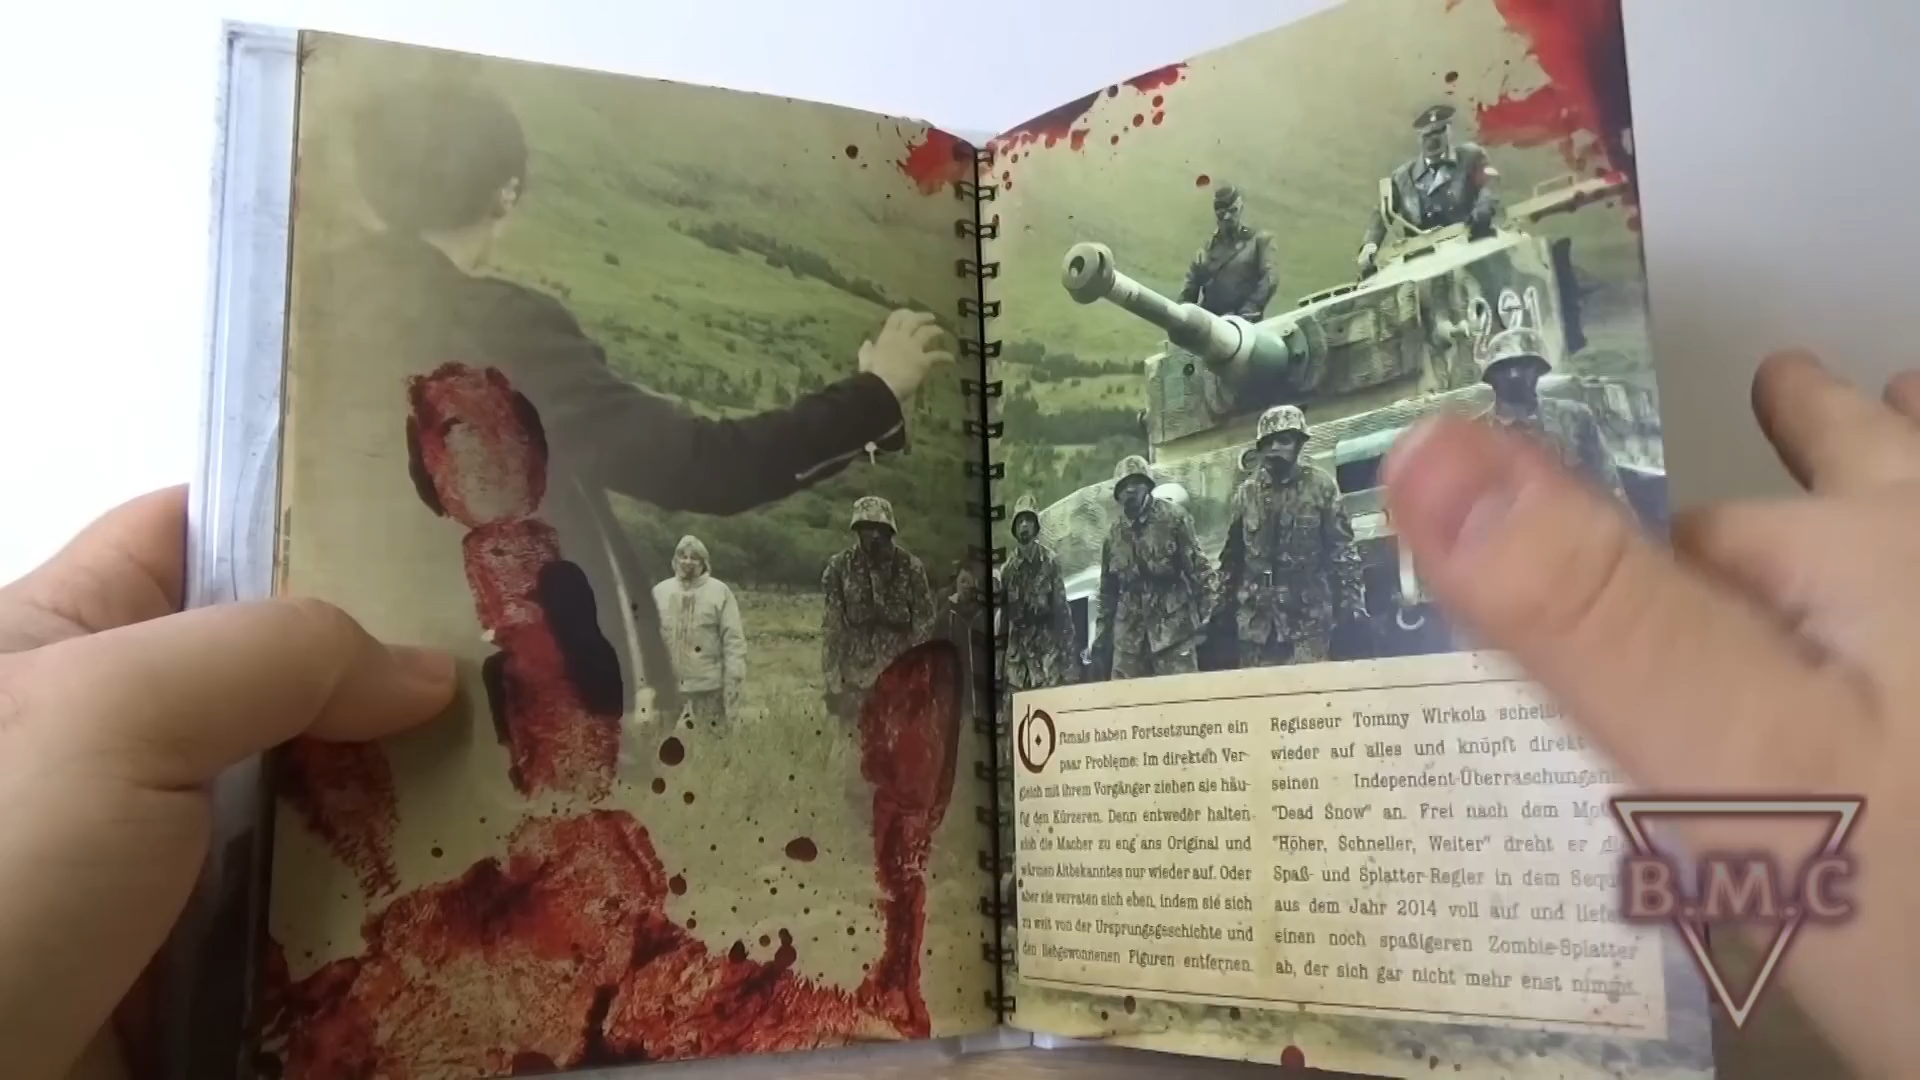 221
Oftmals haben Fortsetzungen ein
paar Probleme: Im direkten Ver-
gleich mit ihrem Vorgänger ziehen sie häu-
fig den Kürzeren. Denn entweder halten
sich die Macher zu eng ans Original und
wärmen Altbekanntes nur wieder auf. Oder
aber sie verraten sich eben, indem sie sich
zu weit von der Ursprungsgeschichte und
den liebgewonnenen Figuren entfernen.
Regisseur Tommy Wirkola
wieder auf alles und knüpft direkt
seinen Independent-Überraschungs
"Dead Snow" an. Frei nach dem
"Höher, Schneller, Weiter" dreht er
Spaß- und Splatter-Regler in dem
aus dem Jahr 2014 voll auf und
einen noch spaßigeren Zombie-Splatter
ab, der sich gar nicht mehr enst nimmt.
B.M.C